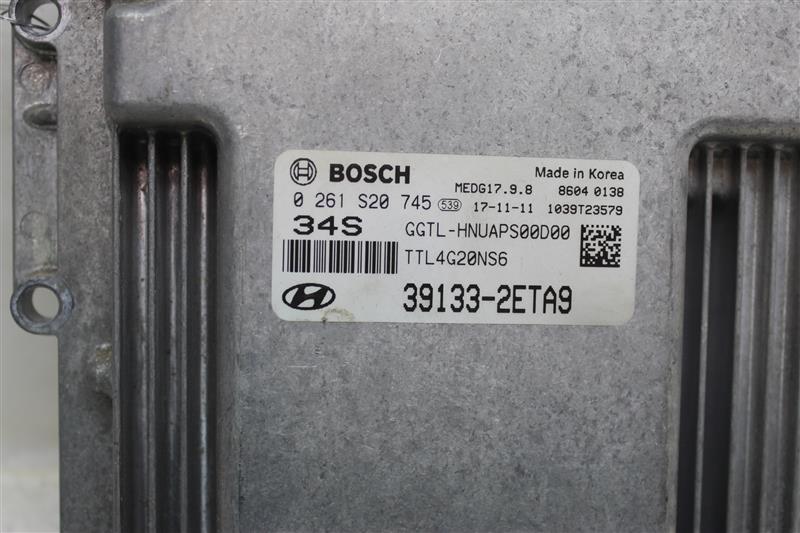 BOSCH
Made in Korea
MEDG17.9.8 8604 0138
0 261 S20 745 539 17-11-11 1039T23579
34S GGTL-HNUAPS00D00
TTL4G20NS6
39133-2ETA9